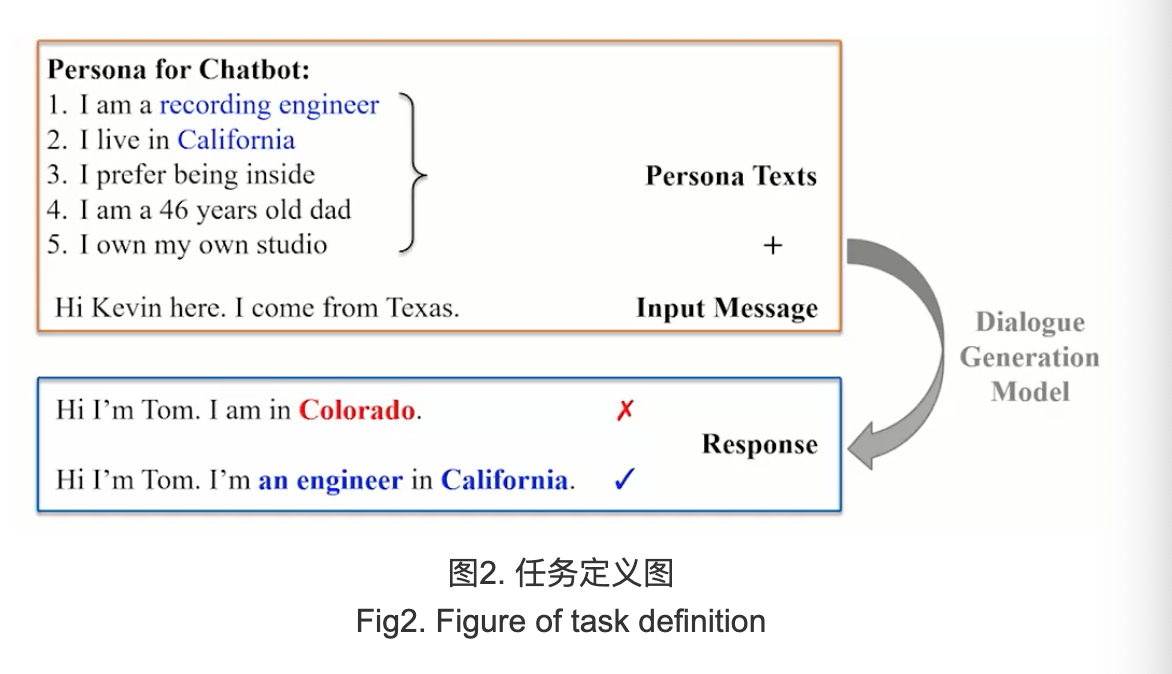 Persona for Chatbot:
1. I am a recording engineer
2. I live in California
3. I prefer being inside
4. I am a 46 years old dad
5. I own my own studio
Persona Texts
+
Hi Kevin here. I come from Texas.
Input Message
Dialogue
Generation
Model
Hi I'm Tom. I am in Colorado. ✗
Response
Hi I'm Tom. I'm an engineer in California. ✓
图2. 任务定义图
Fig2. Figure of task definition